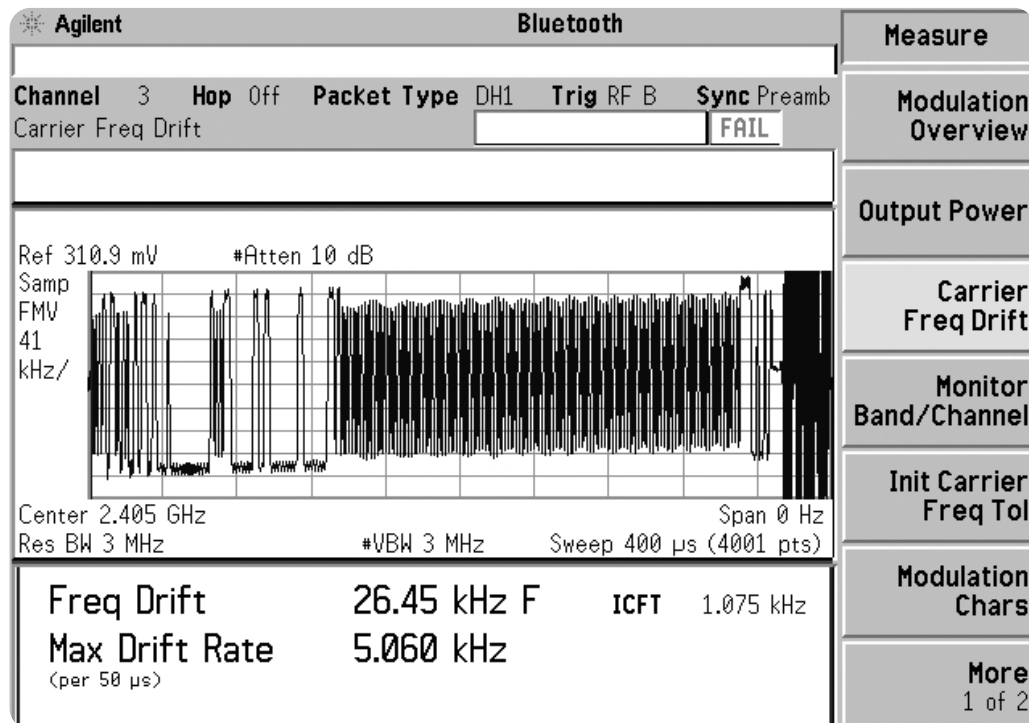 Agilent Bluetooth
Channel 3 Hop Off Packet Type DH1 Trig RF B Sync Preamb
Carrier Freq Drift FAIL
Ref 310.9 mV #Atten 10 dB
Samp
FMV
41
kHz/
Center 2.405 GHz Span 0 Hz
Res BW 3 MHz #VBW 3 MHz Sweep 400 µs (4001 pts)
Freq Drift 26.45 kHz F ICFT 1.075 kHz
Max Drift Rate 5.060 kHz
(per 50 µs)
Measure
Modulation
Overview
Output Power
Carrier
Freq Drift
Monitor
Band/Channel
Init Carrier
Freq Tol
Modulation
Chars
More
1 of 2